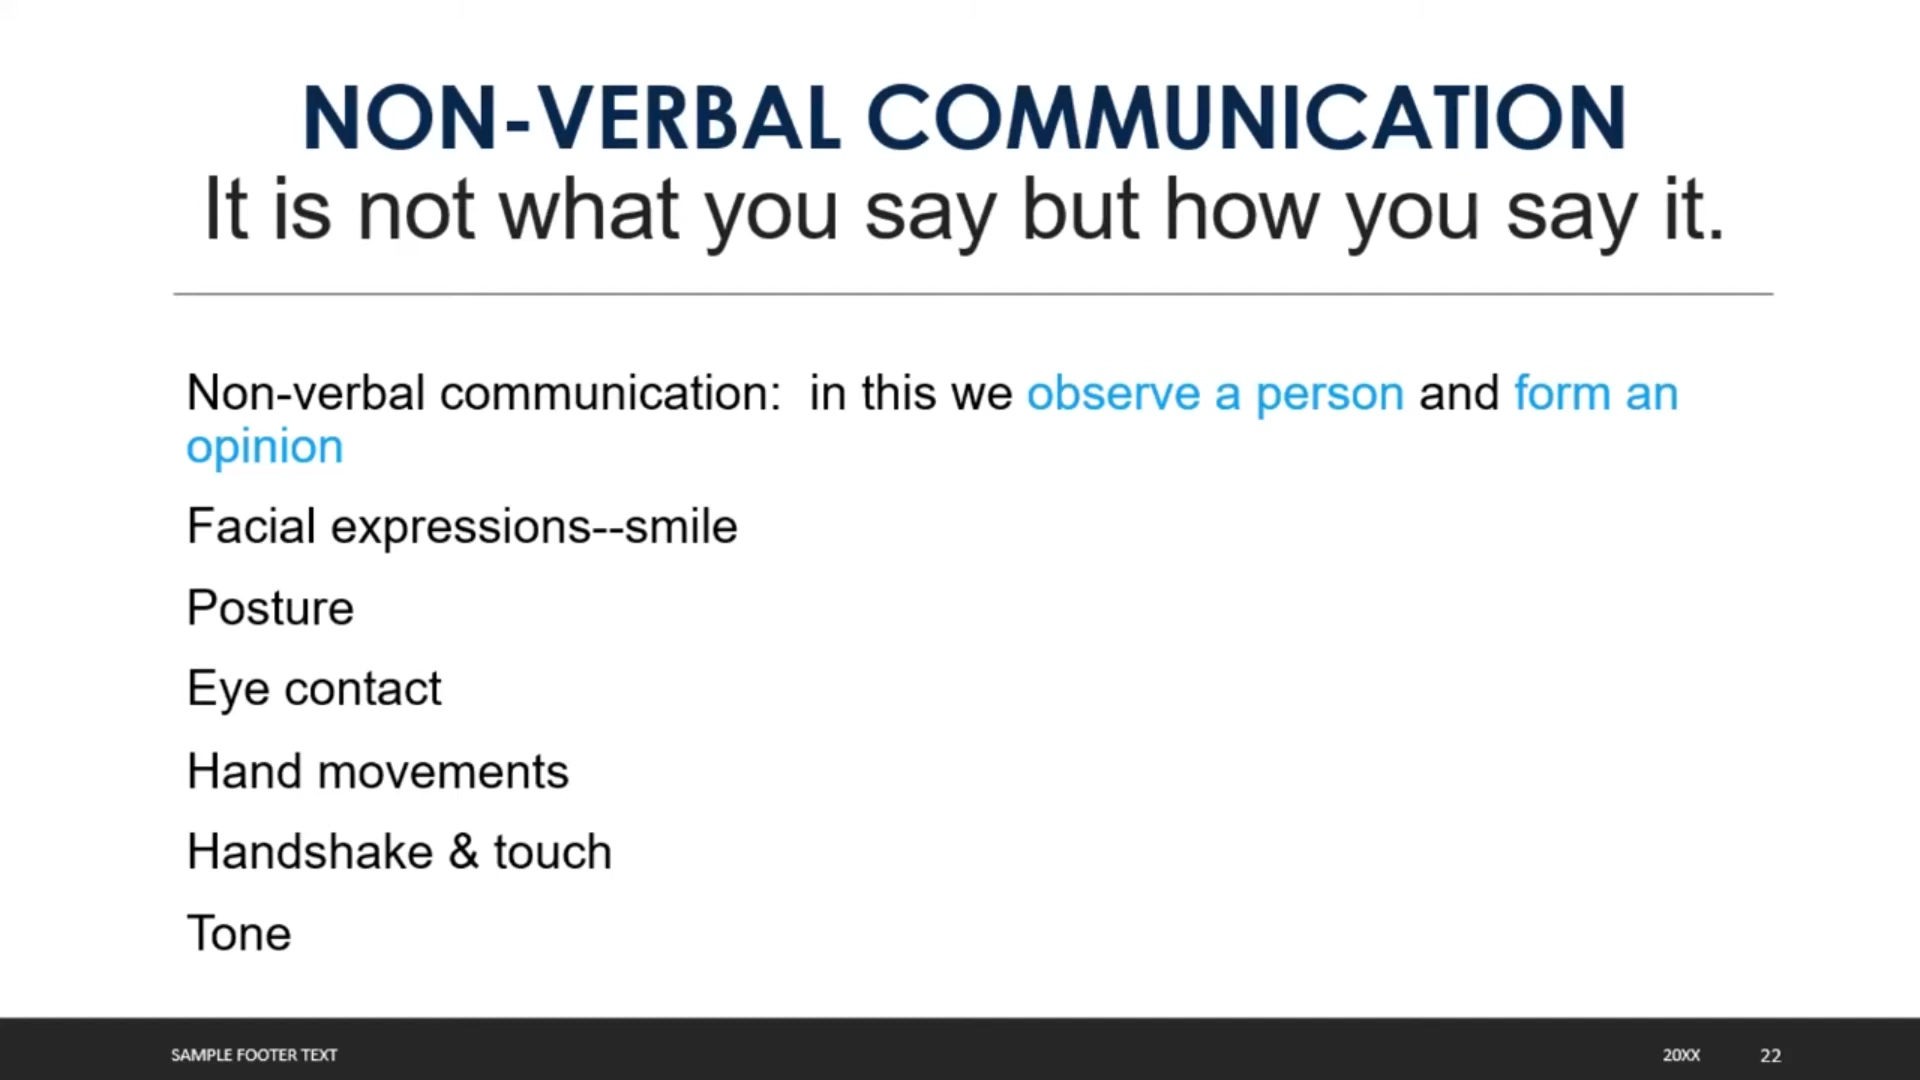 NON-VERBAL COMMUNICATION
It is not what you say but how you say it.
Non-verbal communication:  in this we observe a person and form an
opinion
Facial expressions--smile
Posture
Eye contact
Hand movements
Handshake & touch
Tone
SAMPLE FOOTER TEXT
20XX
22